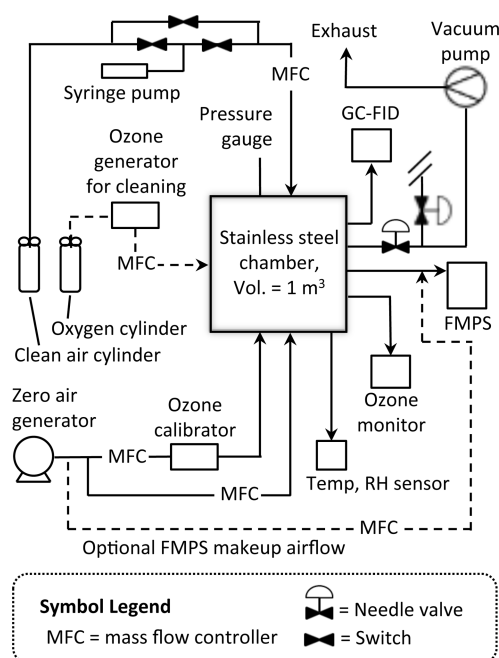 Exhaust
Vacuum
pump
MFC
Syringe pump
Pressure
gauge
GC-FID
Ozone
generator
for cleaning
Stainless steel
chamber,
Vol. = 1 m³
MFC
FMPS
Oxygen cylinder
Clean air cylinder
Ozone
monitor
Zero air
generator
Ozone
calibrator
MFC
Temp, RH sensor
MFC
MFC
Optional FMPS makeup airflow
Symbol Legend
= Needle valve
MFC = mass flow controller
= Switch